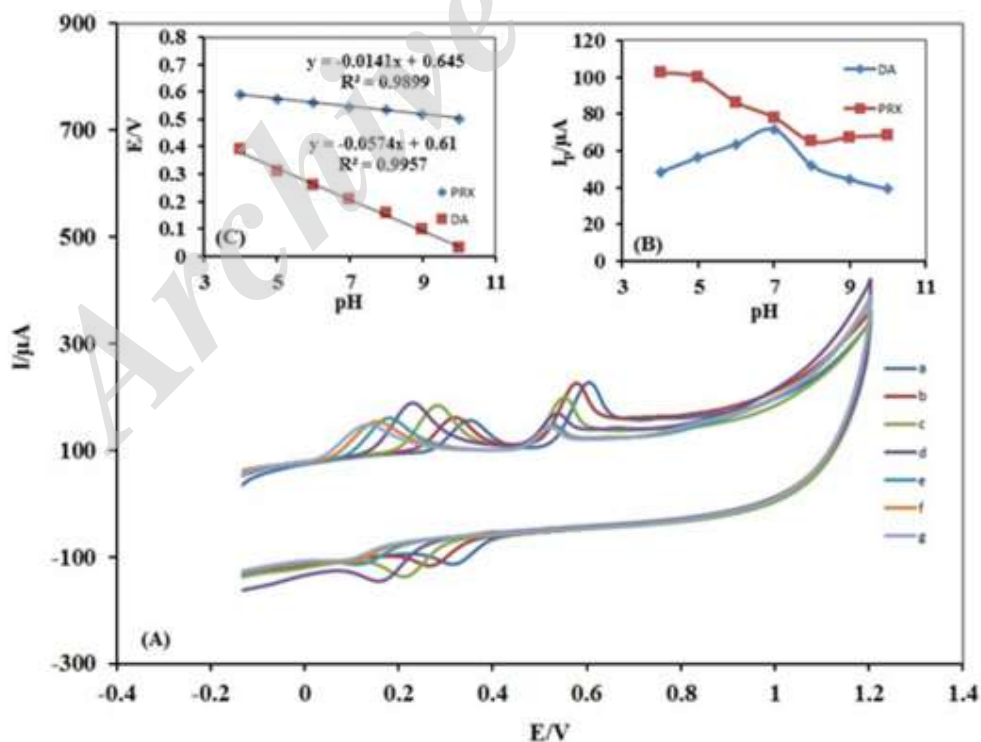 Archive
900
700
500
300
100
-100
-300
I/µA
-0.4
-0.2
0
0.2
0.4
0.6
0.8
1
1.2
1.4
E/V
(A)
a
b
c
d
e
f
g
0.8
0.7
0.6
0.5
0.4
0.3
0.2
0.1
0
E/V
y = -0.0141x + 0.645
R² = 0.9899
y = -0.0574x + 0.61
R² = 0.9957
PRX
DA
(C)
3
5
7
9
11
pH
120
100
80
60
40
20
0
Ip/µA
DA
PRX
(B)
3
5
7
9
11
pH